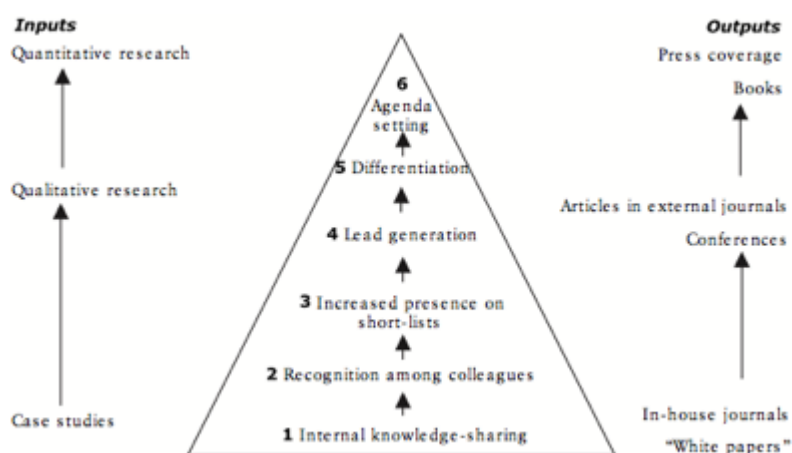 Inputs
Quantitative research
Qualitative research
Case studies
6
Agenda
setting
5 Differentiation
4 Lead generation
3 Increased presence on
short-lists
2 Recognition among colleagues
1 Internal knowledge-sharing
Outputs
Press coverage
Books
Articles in external journals
Conferences
In-house journals
“White papers”